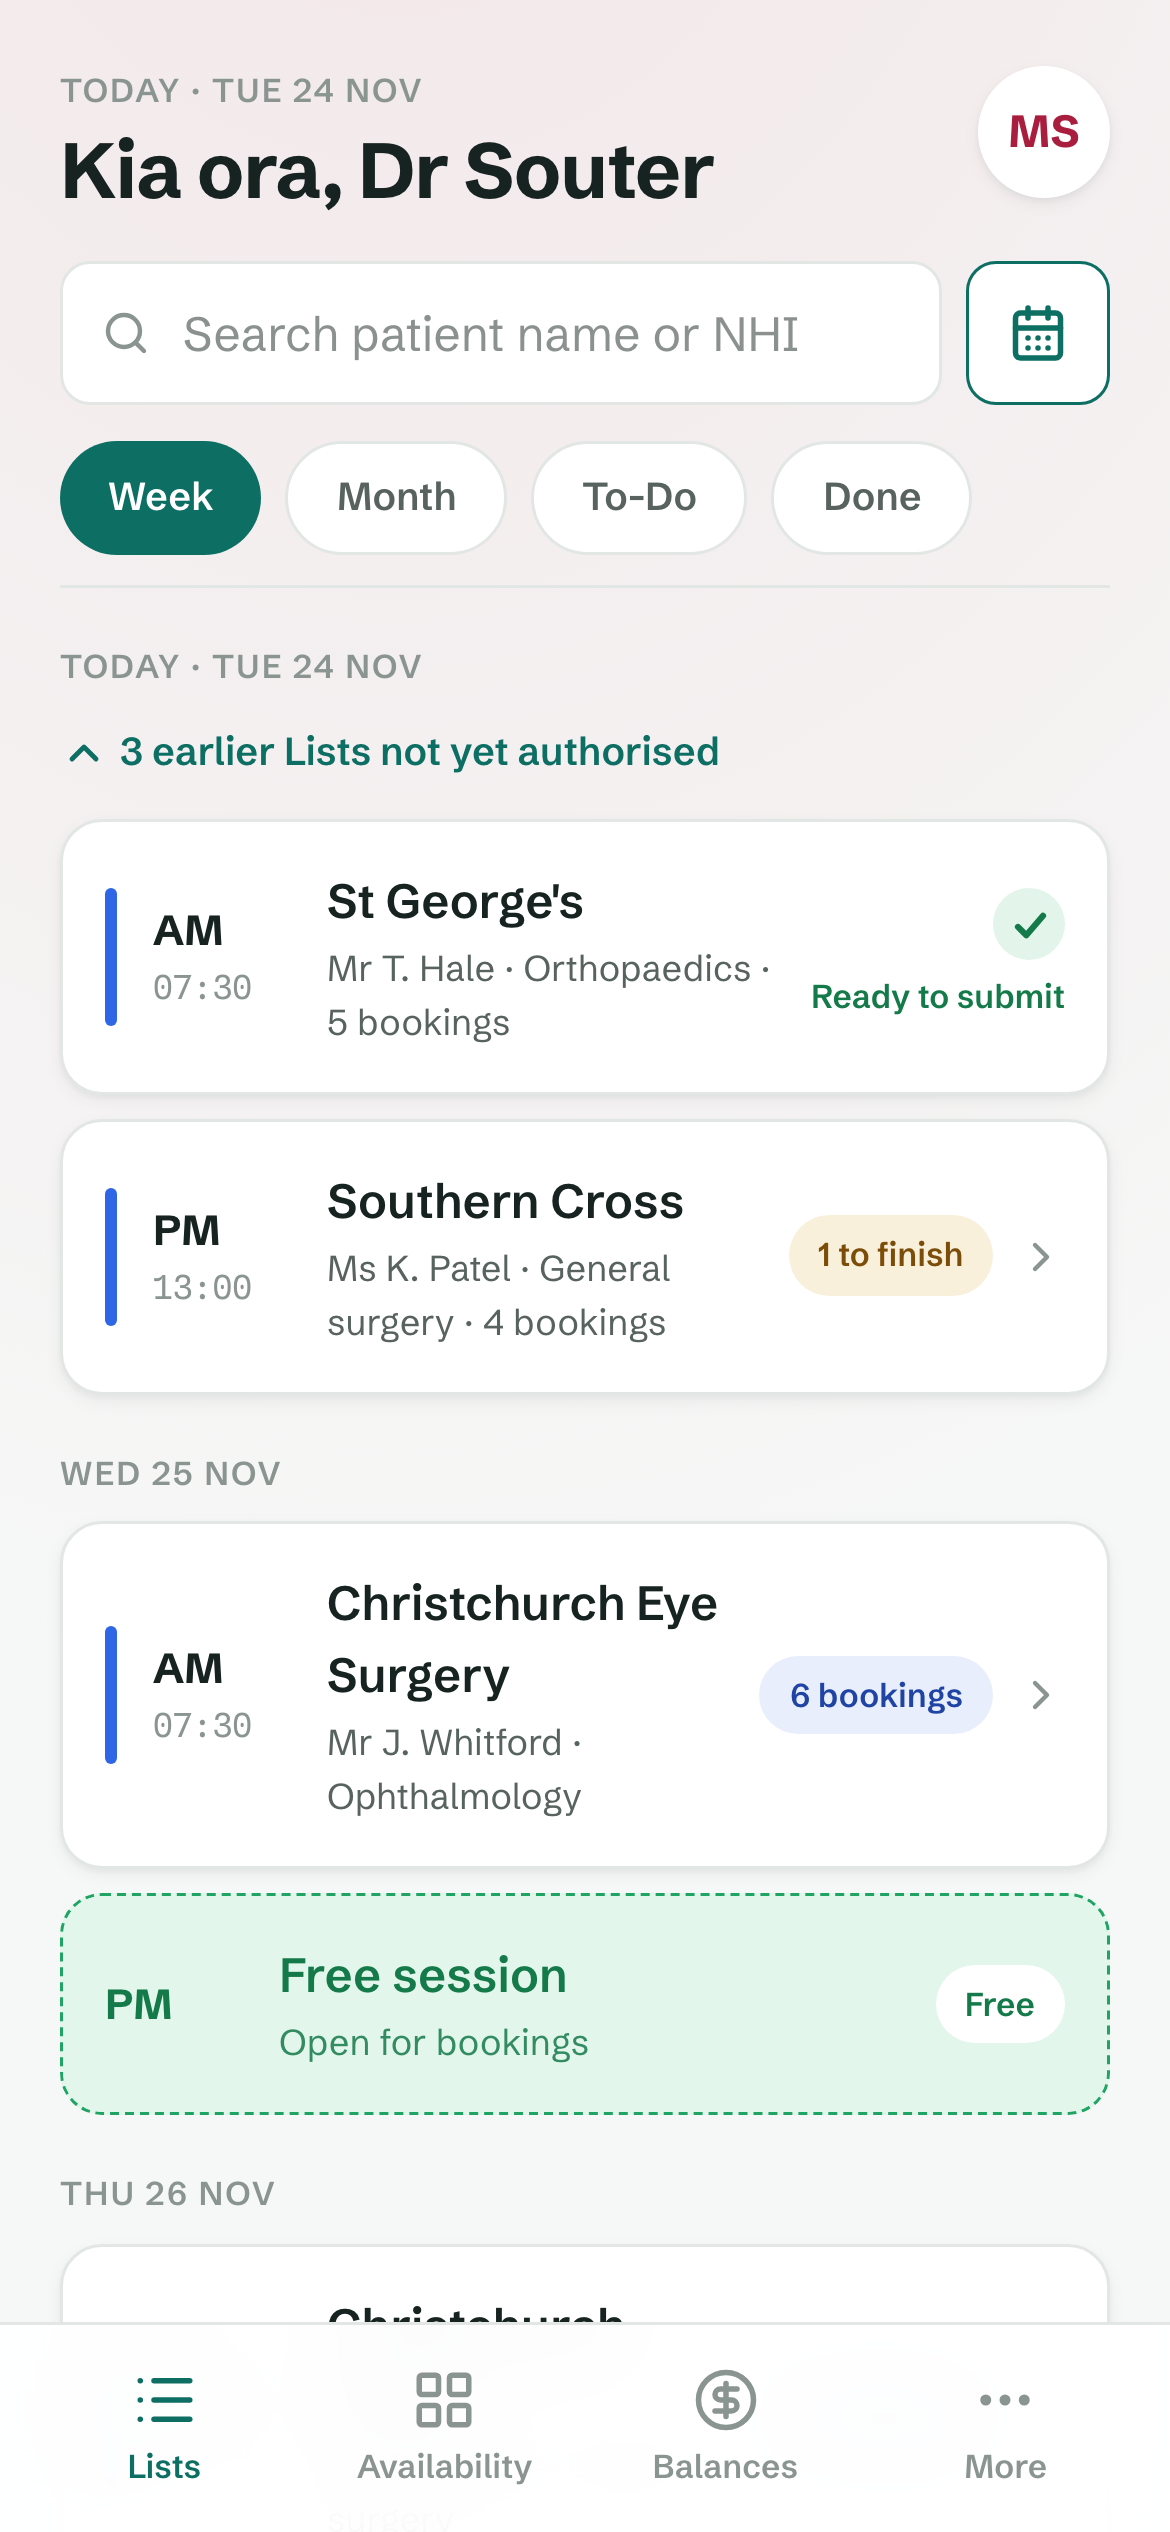 TODAY · TUE 24 NOV
Kia ora, Dr Souter
MS
Search patient name or NHI
Week
Month
To-Do
Done
TODAY · TUE 24 NOV
3 earlier Lists not yet authorised
AM
07:30
St George's
Mr T. Hale · Orthopaedics ·
5 bookings
Ready to submit
PM
13:00
Southern Cross
Ms K. Patel · General
surgery · 4 bookings
1 to finish
WED 25 NOV
AM
07:30
Christchurch Eye
Surgery
Mr J. Whitford ·
Ophthalmology
6 bookings
PM
Free session
Open for bookings
Free
THU 26 NOV
Christchurch
Lists
Availability
Balances
More
surgery